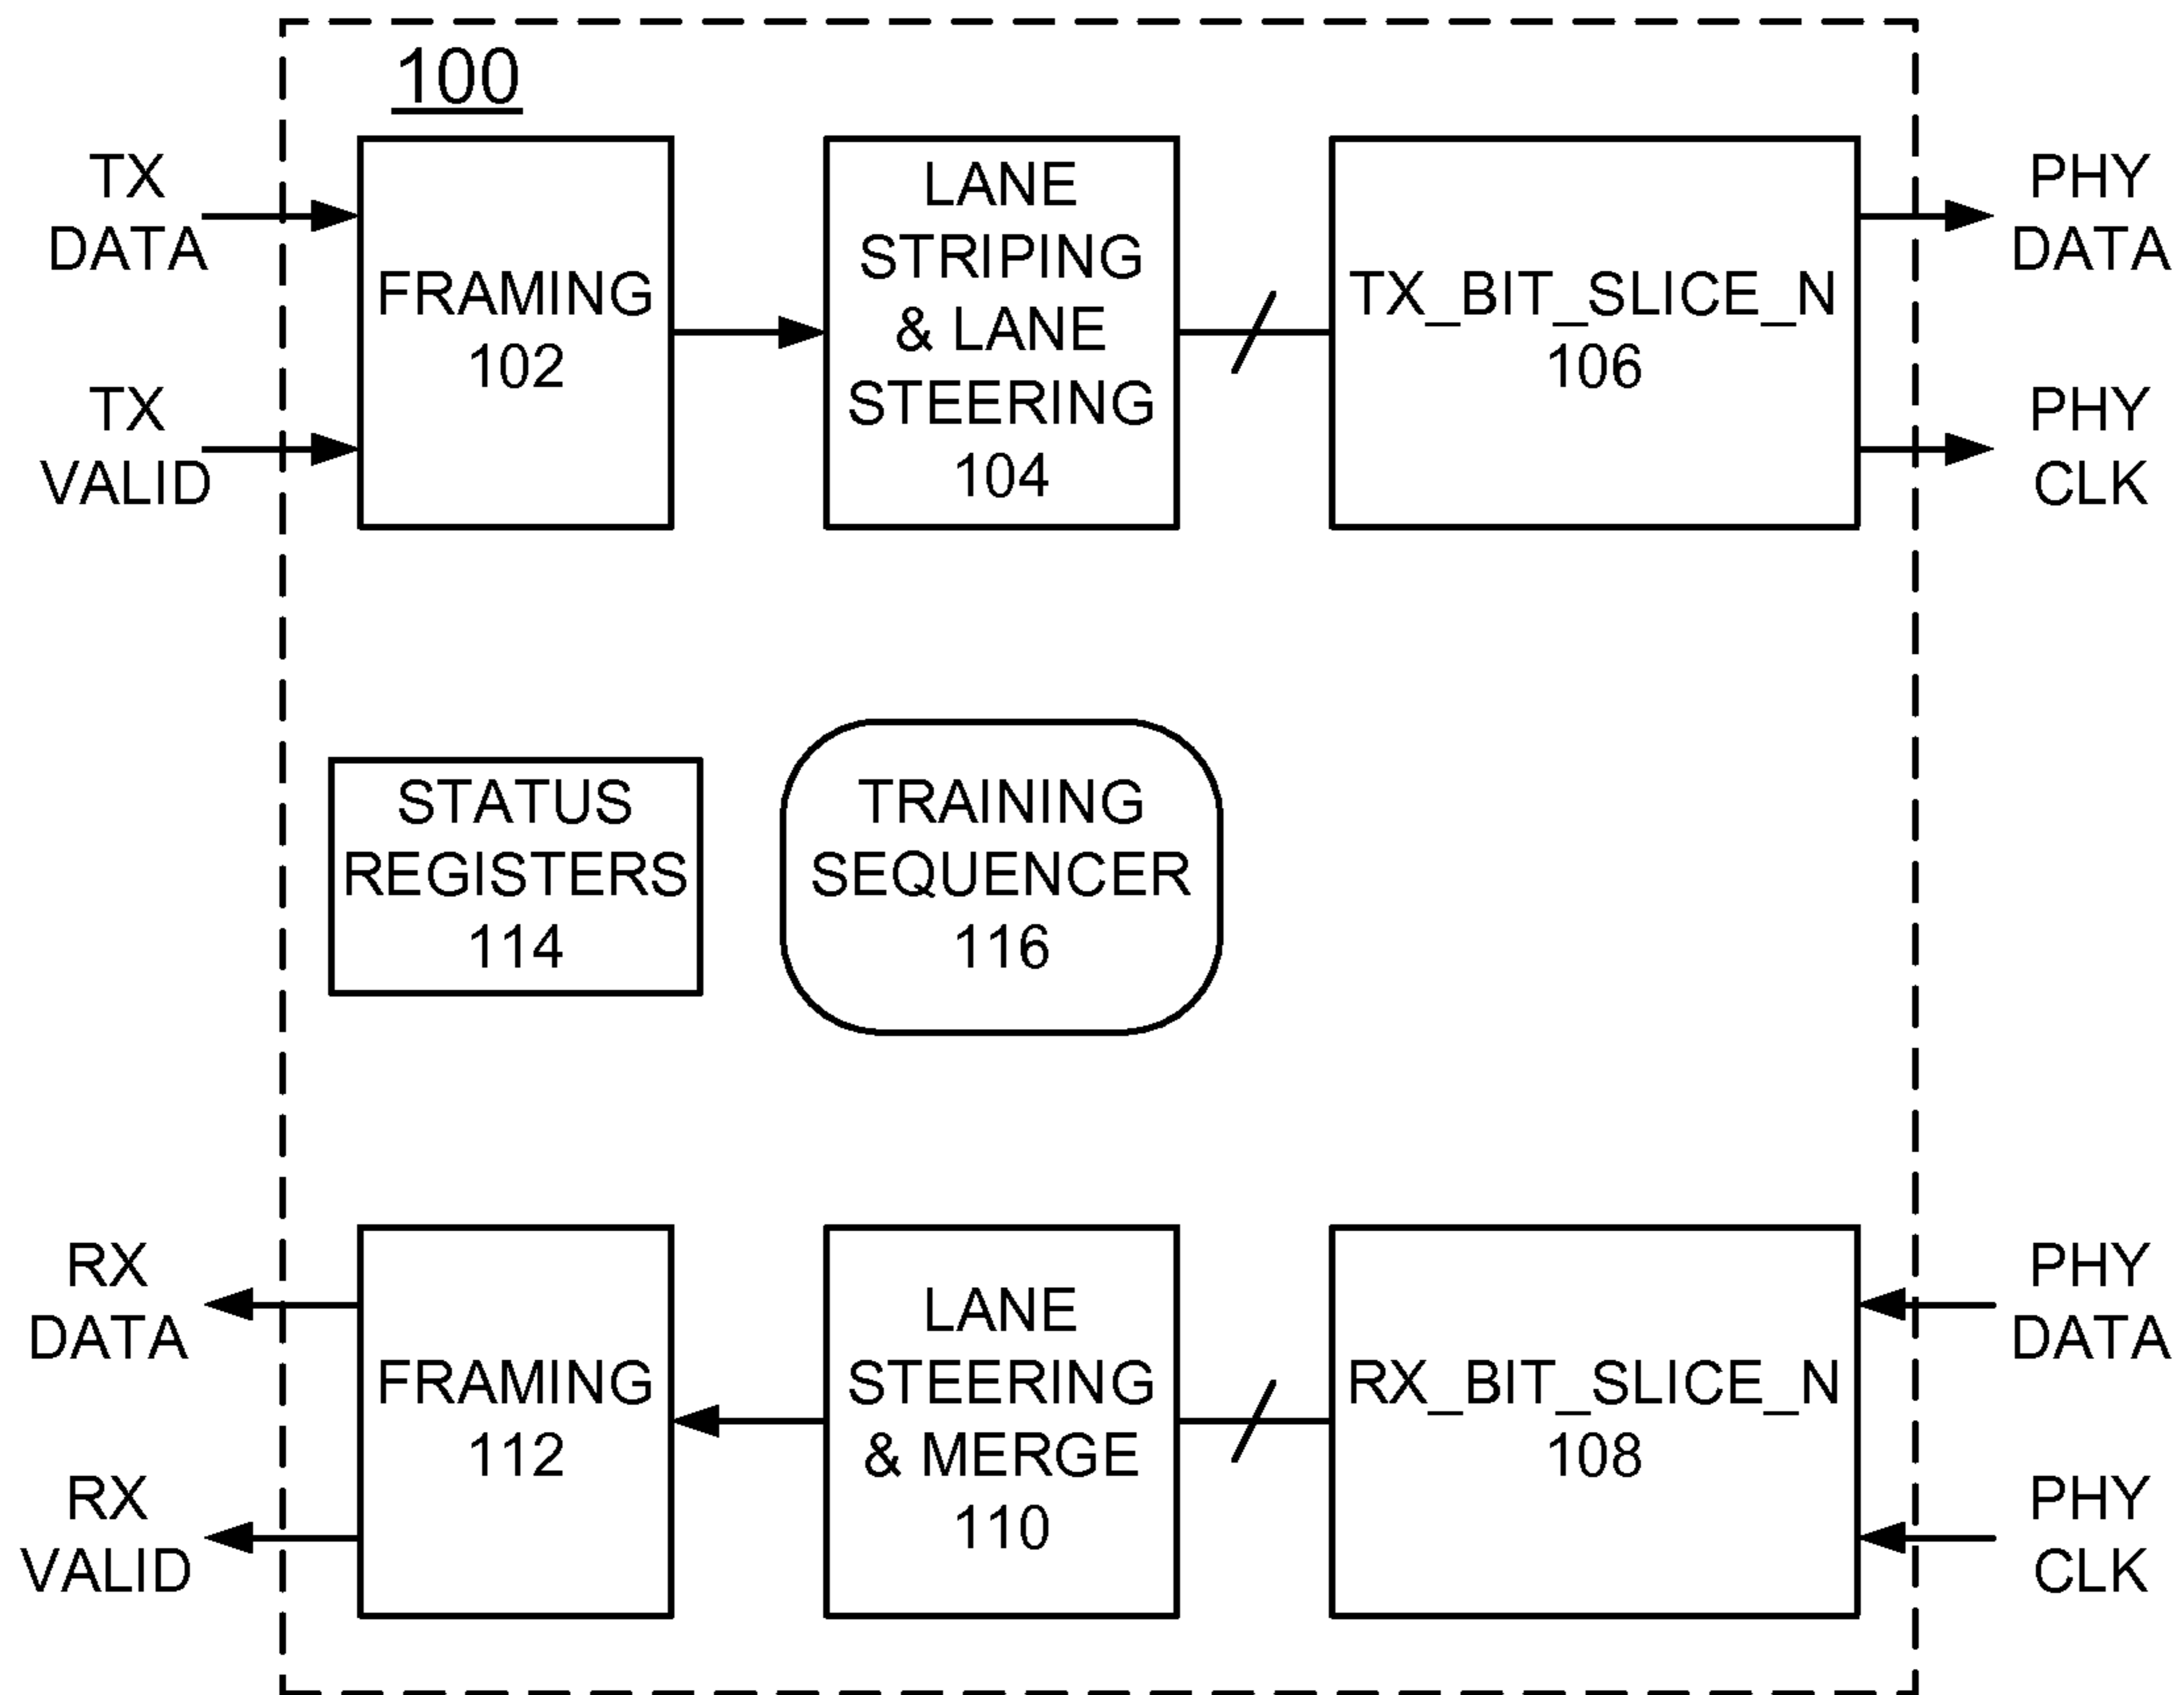 100
TX
DATA
TX
VALID
FRAMING
102
LANE
STRIPING
& LANE
STEERING
104
TX_BIT_SLICE_N
106
PHY
DATA
PHY
CLK
STATUS
REGISTERS
114
TRAINING
SEQUENCER
116
RX
DATA
RX
VALID
FRAMING
112
LANE
STEERING
& MERGE
110
RX_BIT_SLICE_N
108
PHY
DATA
PHY
CLK